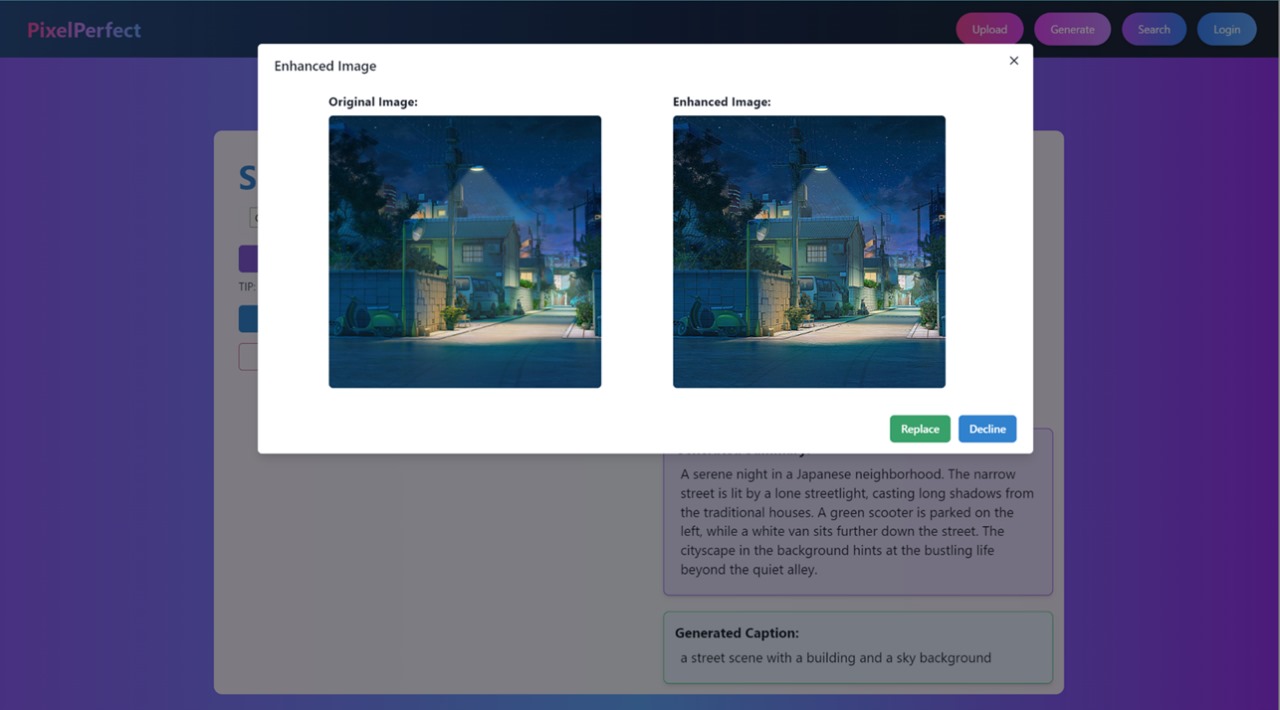 PixelPerfect
Upload
Generate
Search
Login
Enhanced Image
×
Original Image:
Enhanced Image:
Replace
Decline
S
TIP:
A serene night in a Japanese neighborhood. The narrow
street is lit by a lone streetlight, casting long shadows from
the traditional houses. A green scooter is parked on the
left, while a white van sits further down the street. The
cityscape in the background hints at the bustling life
beyond the quiet alley.
Generated Caption:
a street scene with a building and a sky background